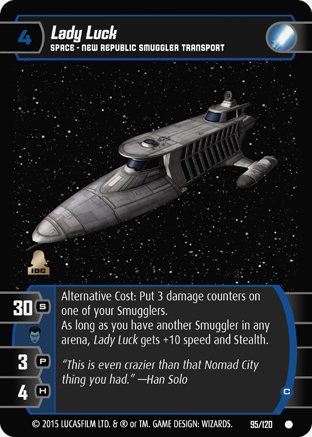 4
Lady Luck
SPACE - NEW REPUBLIC SMUGGLER TRANSPORT
IDC
30 S
3 P
4 H
Alternative Cost: Put 3 damage counters on
one of your Smugglers.
As long as you have another Smuggler in any
arena, Lady Luck gets +10 speed and Stealth.
“This is even crazier than that Nomad City
thing you had.” —Han Solo
C
© 2015 LUCASFILM LTD. & ® or TM. GAME DESIGN: WIZARDS.
95/120